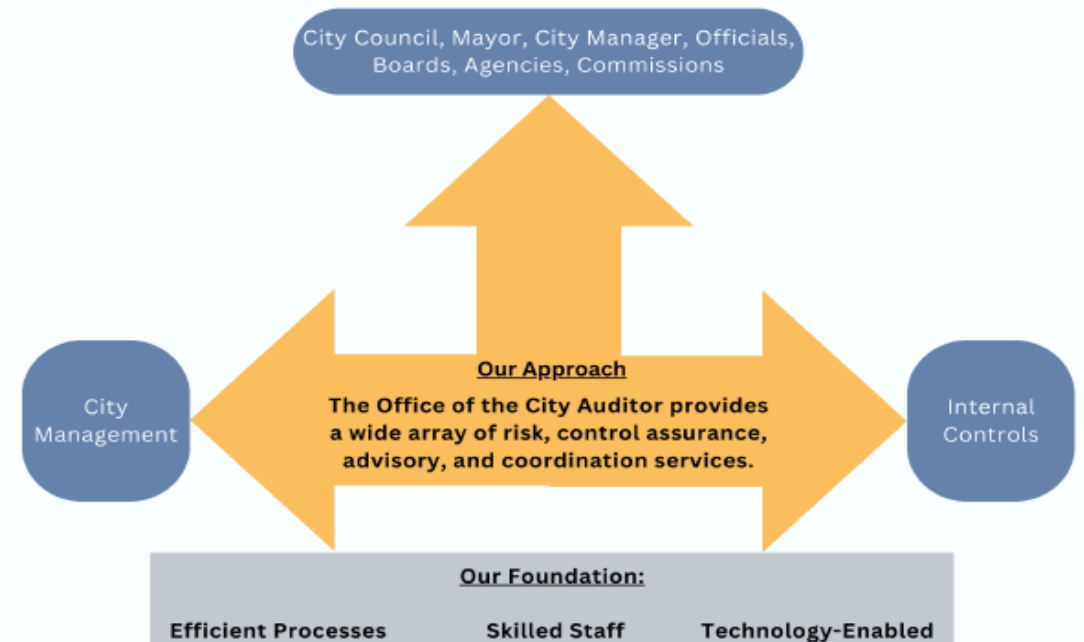 City Council, Mayor, City Manager, Officials,
Boards, Agencies, Commissions
Our Approach
The Office of the City Auditor provides
a wide array of risk, control assurance,
advisory, and coordination services.
City
Management
Internal
Controls
Our Foundation:
Efficient Processes Skilled Staff Technology-Enabled